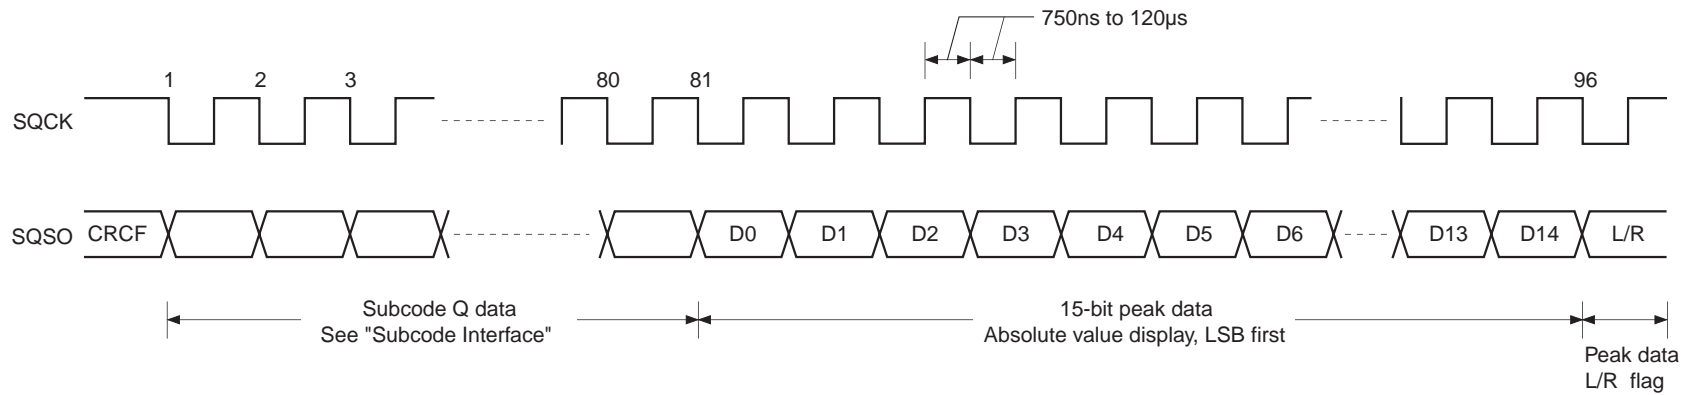 750ns to 120µs
1 2 3 80 81 96
SQCK
SQSO CRCF D0 D1 D2 D3 D4 D5 D6 D13 D14 L/R
Subcode Q data
See "Subcode Interface"
15-bit peak data
Absolute value display, LSB first
Peak data
L/R flag